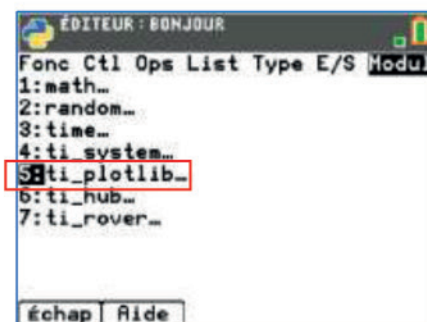 ÉDITEUR : BONJOUR
Fonc Ctl Ops List Type E/S Modul
1:math…
2:random…
3:time…
4:ti_system…
5:ti_plotlib…
6:ti_hub…
7:ti_rover…
Échap Aide